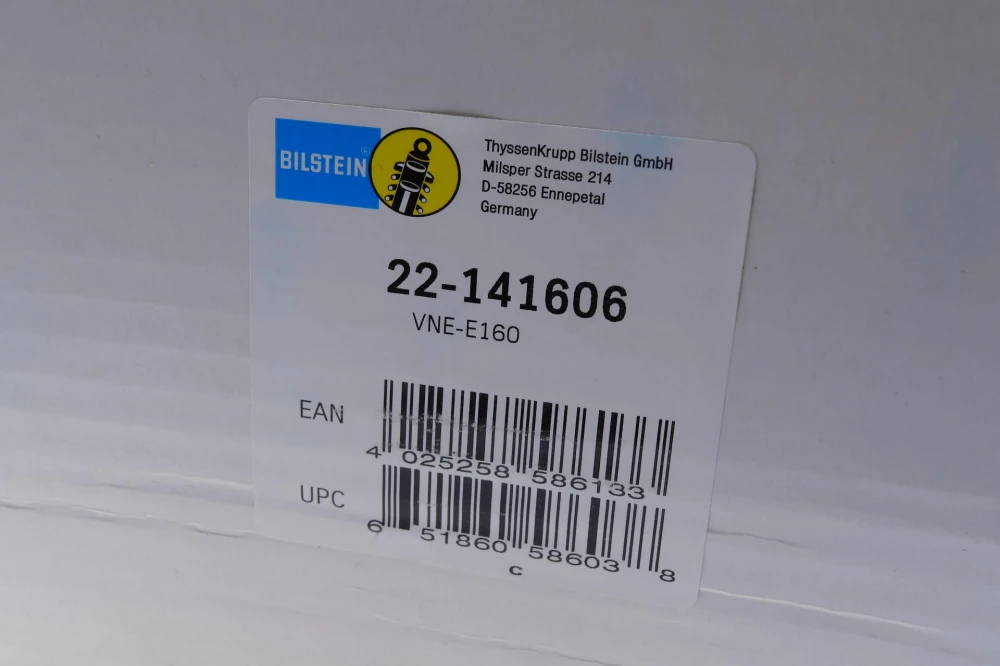 BILSTEIN®
ThyssenKrupp Bilstein GmbH
Milsper Strasse 214
D-58256 Ennepetal
Germany
22-141606
VNE-E160
EAN
4 025258 586133
UPC
6 51860 58603 8
c